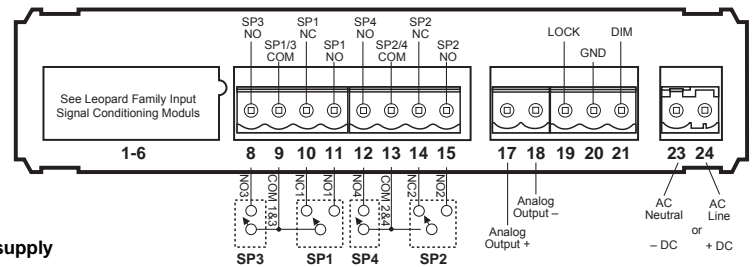 SP3 NO
SP1/3 COM
SP1 NC
SP1 NO
SP4 NO
SP2/4 COM
SP2 NC
SP2 NO
LOCK
GND
DIM
See Leopard Family Input
Signal Conditioning Moduls
1-6
8 9 10 11 12 13 14 15 17 18 19 20 21 23 24
NO3
COM 1&3
NC1
NO1
NO4
COM 2&4
NC2
NO2
Analog
Output –
Analog
Output +
AC
Neutral
– DC
or
AC
Line
+ DC
SP3 SP1 SP4 SP2
supply